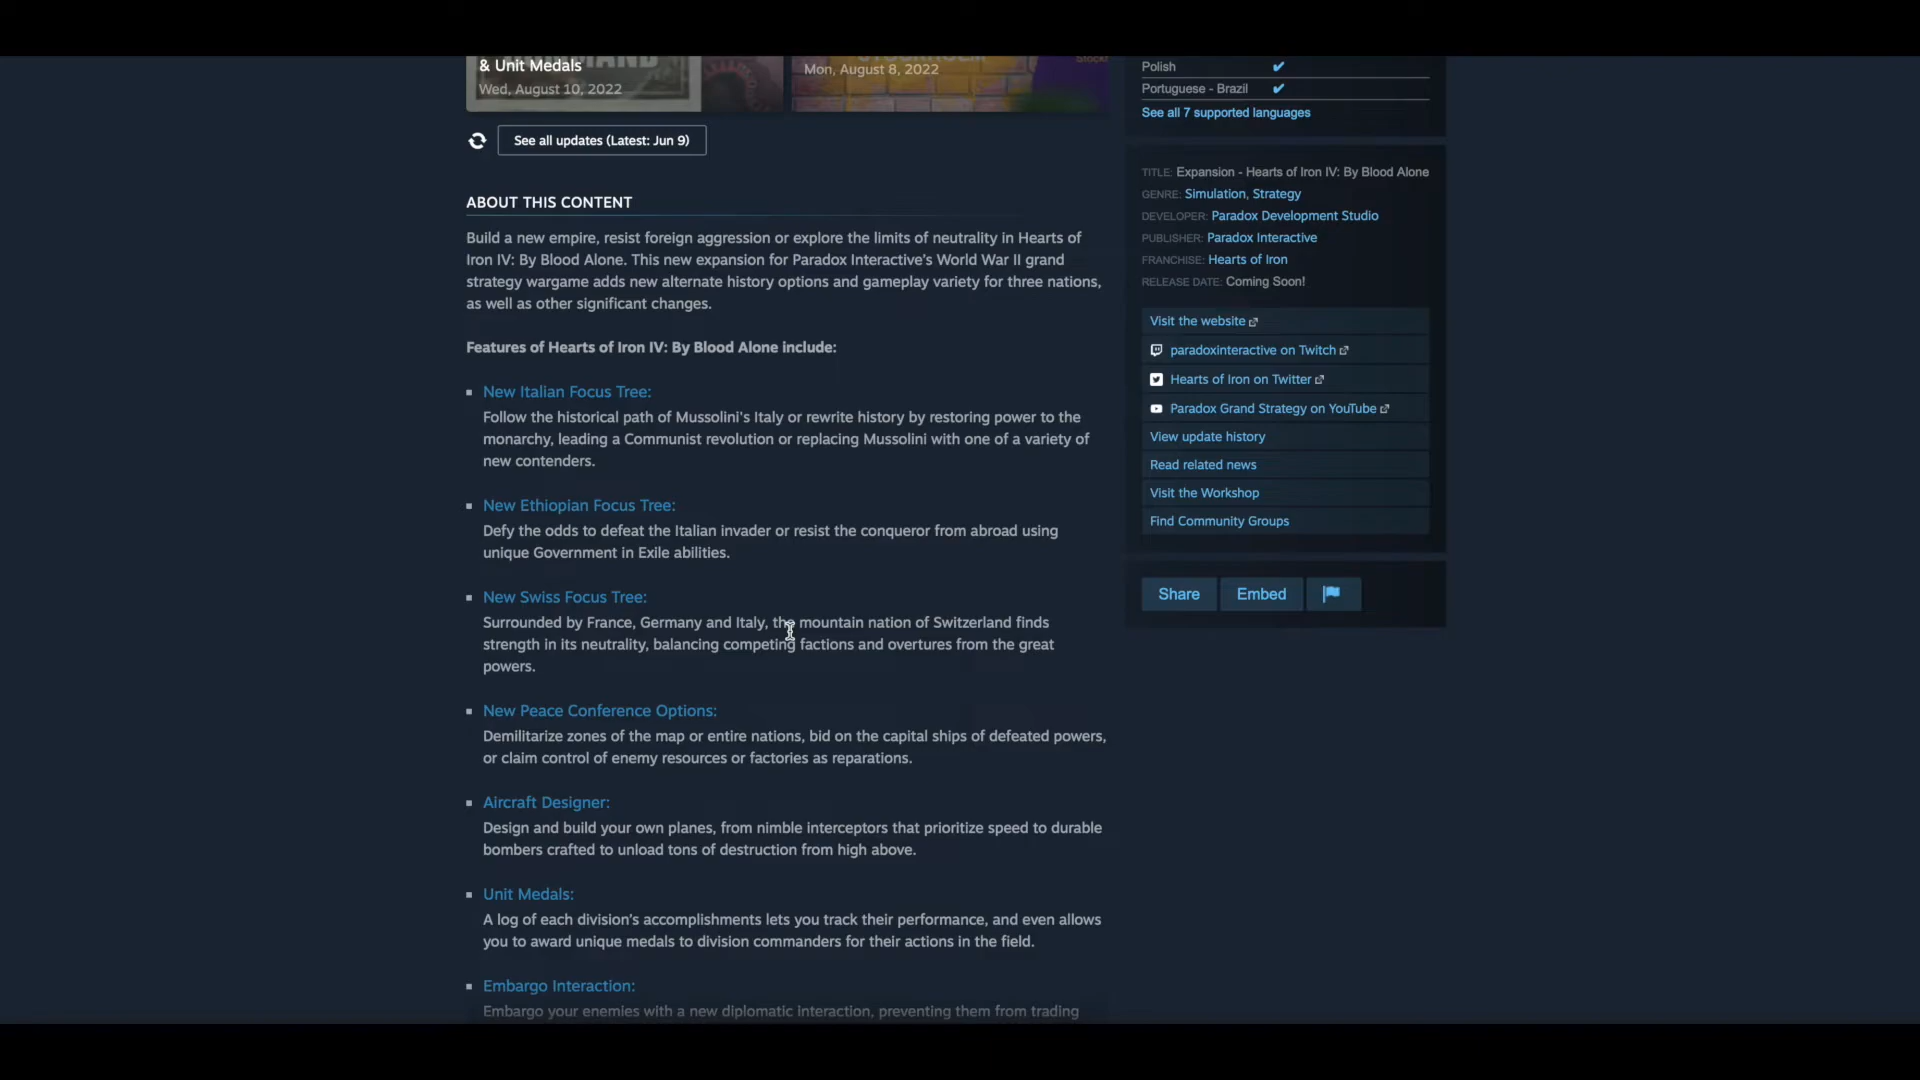 & Unit Medals
Wed, August 10, 2022
Mon, August 8, 2022
See all updates (Latest: Jun 9)
ABOUT THIS CONTENT
Build a new empire, resist foreign aggression or explore the limits of neutrality in Hearts of
Iron IV: By Blood Alone. This new expansion for Paradox Interactive's World War II grand
strategy wargame adds new alternate history options and gameplay variety for three nations,
as well as other significant changes.
Features of Hearts of Iron IV: By Blood Alone include:
New Italian Focus Tree:
Follow the historical path of Mussolini's Italy or rewrite history by restoring power to the
monarchy, leading a Communist revolution or replacing Mussolini with one of a variety of
new contenders.
New Ethiopian Focus Tree:
Defy the odds to defeat the Italian invader or resist the conqueror from abroad using
unique Government in Exile abilities.
New Swiss Focus Tree:
Surrounded by France, Germany and Italy, the mountain nation of Switzerland finds
strength in its neutrality, balancing competing factions and overtures from the great
powers.
New Peace Conference Options:
Demilitarize zones of the map or entire nations, bid on the capital ships of defeated powers,
or claim control of enemy resources or factories as reparations.
Aircraft Designer:
Design and build your own planes, from nimble interceptors that prioritize speed to durable
bombers crafted to unload tons of destruction from high above.
Unit Medals:
A log of each division's accomplishments lets you track their performance, and even allows
you to award unique medals to division commanders for their actions in the field.
Embargo Interaction:
Embargo your enemies with a new diplomatic interaction, preventing them from trading
Polish
Portuguese - Brazil
See all 7 supported languages
TITLE: Expansion - Hearts of Iron IV: By Blood Alone
GENRE: Simulation, Strategy
DEVELOPER: Paradox Development Studio
PUBLISHER: Paradox Interactive
FRANCHISE: Hearts of Iron
RELEASE DATE: Coming Soon!
Visit the website
paradoxinteractive on Twitch
Hearts of Iron on Twitter
Paradox Grand Strategy on YouTube
View update history
Read related news
Visit the Workshop
Find Community Groups
Share
Embed